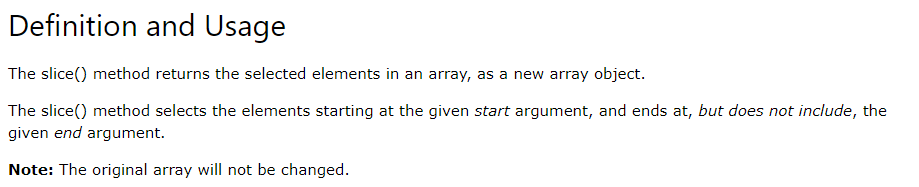 Definition and Usage
The slice() method returns the selected elements in an array, as a new array object.
The slice() method selects the elements starting at the given start argument, and ends at, but does not include, the
given end argument.
Note: The original array will not be changed.